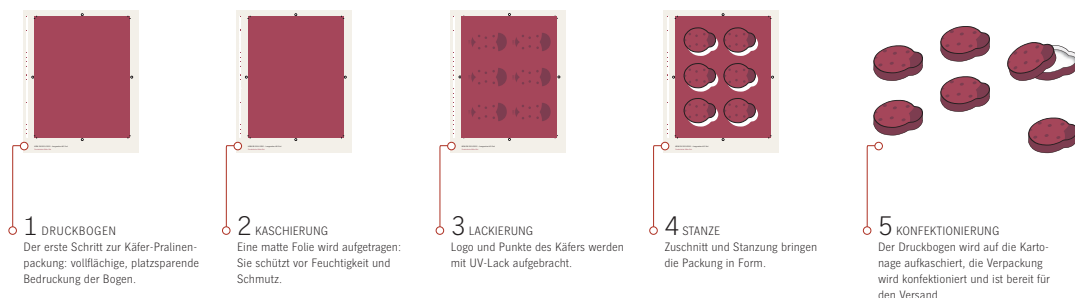 1 DRUCKBOGEN
Der erste Schritt zur Käfer-Pralinen-
packung: vollflächige, platzsparende
Bedruckung der Bogen.
2 KASCHIERUNG
Eine matte Folie wird aufgetragen:
Sie schützt vor Feuchtigkeit und
Schmutz.
3 LACKIERUNG
Logo und Punkte des Käfers werden
mit UV-Lack aufgebracht.
4 STANZE
Zuschnitt und Stanzung bringen
die Packung in Form.
5 KONFEKTIONIERUNG
Der Druckbogen wird auf die Karto-
nage aufkaschiert, die Verpackung
wird konfektioniert und ist bereit für
den Versand